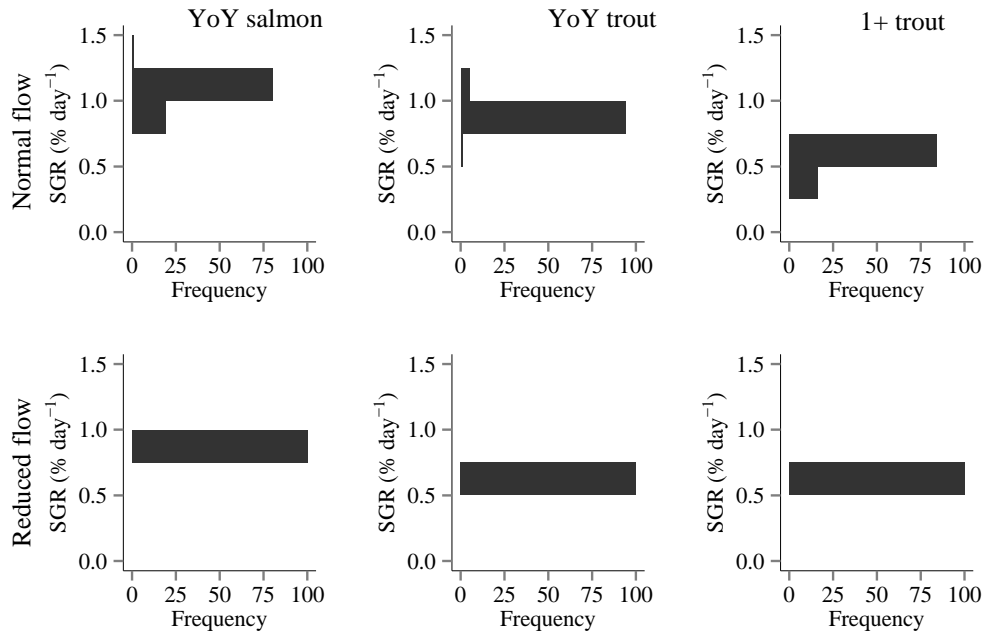 YoY salmon
YoY trout
1+ trout
Normal flow
SGR (% day⁻¹)
1.5
1.0
0.5
0.0
0 25 50 75 100
Frequency
SGR (% day⁻¹)
1.5
1.0
0.5
0.0
0 25 50 75 100
Frequency
SGR (% day⁻¹)
1.5
1.0
0.5
0.0
0 25 50 75 100
Frequency
Reduced flow
SGR (% day⁻¹)
1.5
1.0
0.5
0.0
0 25 50 75 100
Frequency
SGR (% day⁻¹)
1.5
1.0
0.5
0.0
0 25 50 75 100
Frequency
SGR (% day⁻¹)
1.5
1.0
0.5
0.0
0 25 50 75 100
Frequency